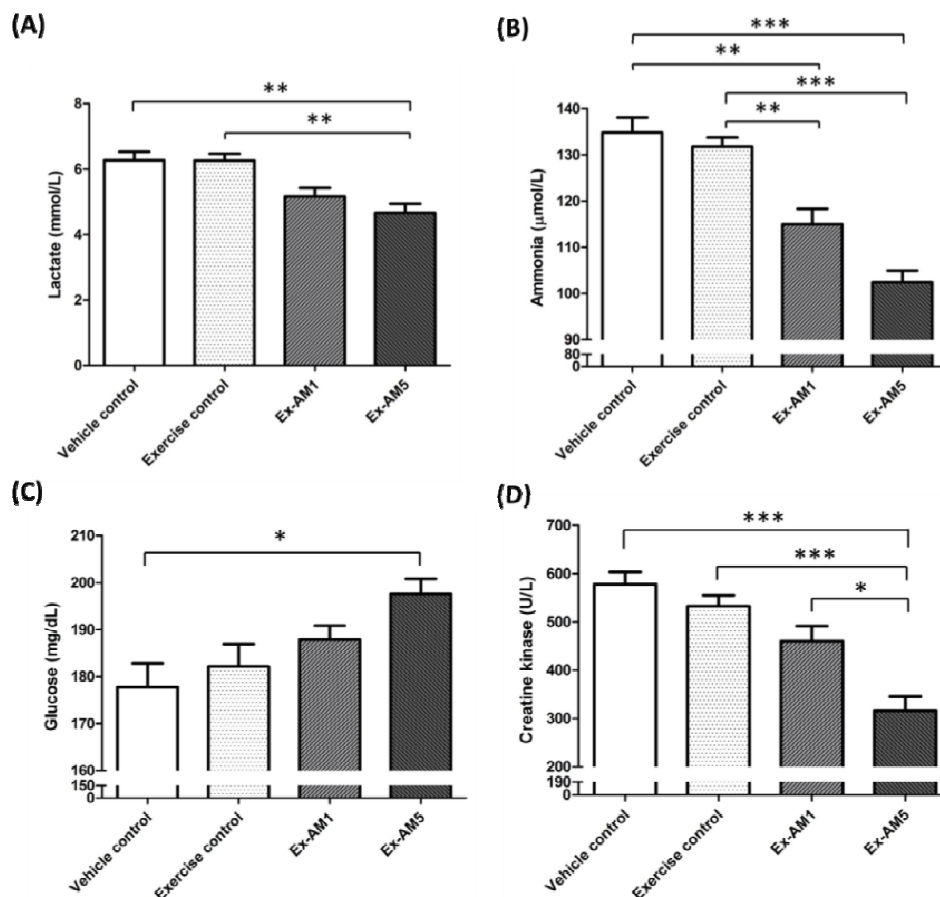 (A)
**
**
8
6
4
2
0
Lactate (mmol/L)
Vehicle control
Exercise control
Ex-AM1
Ex-AM5
(B)
***
**
***
**
140
130
120
110
100
90
80
0
Ammonia (μmol/L)
Vehicle control
Exercise control
Ex-AM1
Ex-AM5
(C)
*
210
200
190
180
170
160
150
0
Glucose (mg/dL)
Vehicle control
Exercise control
Ex-AM1
Ex-AM5
(D)
***
***
*
700
600
500
400
300
200
190
0
Creatine kinase (U/L)
Vehicle control
Exercise control
Ex-AM1
Ex-AM5